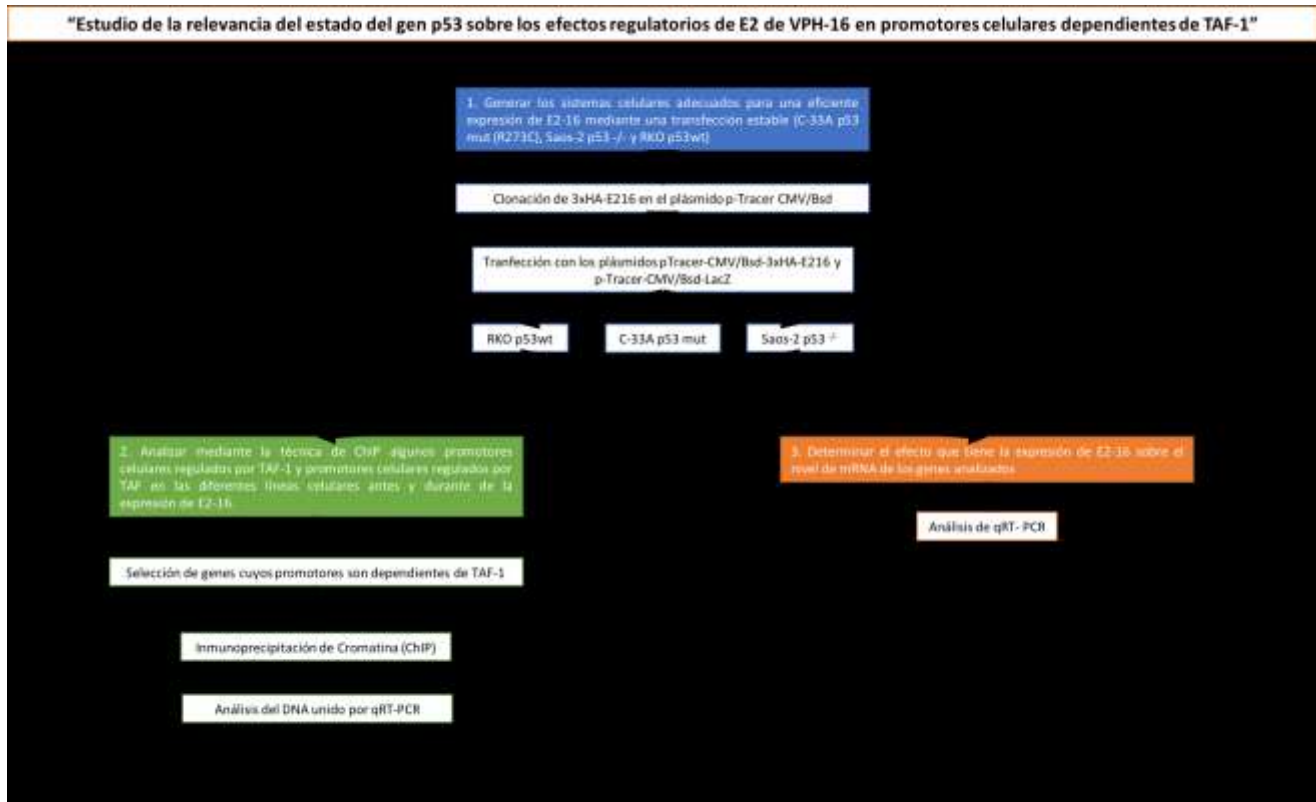 "Estudio de la relevancia del estado del gen p53 sobre los efectos regulatorios de E2 de VPH-16 en promotores celulares dependientes de TAF-1"
1. Generar los sistemas celulares adecuados para una eficiente
expresión de E2-16 mediante una transfección estable (C-33A p53
mut (R273C), Saos-2 p53 -/- y RKO p53wt)
Clonación de 3xHA-E216 en el plásmido p-Tracer CMV/Bsd
Tranfección con los plásmidos pTracer-CMV/Bsd-3xHA-E216 y
p-Tracer-CMV/Bsd-LacZ
RKO p53wt
C-33A p53 mut
Saos-2 p53 -/-
2. Analizar mediante la técnica de ChIP algunos promotores
celulares regulados por TAF-1 y promotores celulares regulados por
TAF en las diferentes líneas celulares antes y durante de la
expresión de E2-16
3. Determinar el efecto que tiene la expresión de E2-16 sobre el
nivel de mRNA de los genes analizados
Análisis de qRT- PCR
Selección de genes cuyos promotores son dependientes de TAF-1
Inmunoprecipitación de Cromatina (ChIP)
Análisis del DNA unido por qRT-PCR